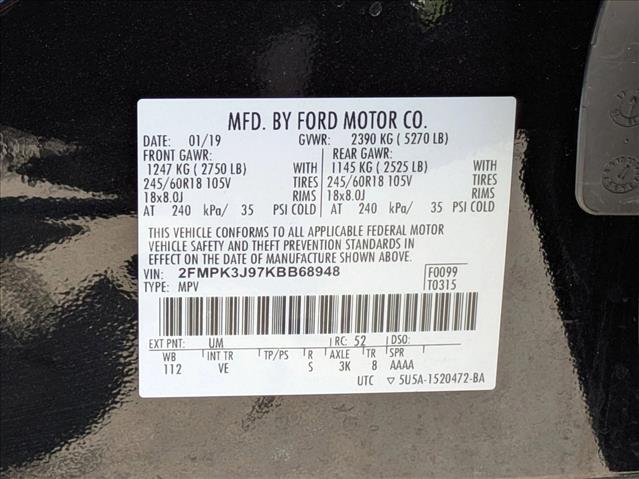 MFD. BY FORD MOTOR CO.
DATE: 01/19 GVWR: 2390 KG ( 5270 LB)
FRONT GAWR: REAR GAWR:
1247 KG ( 2750 LB) WITH 1145 KG ( 2525 LB) WITH
245/60R18 105V TIRES 245/60R18 105V TIRES
18x8.0J RIMS 18x8.0J RIMS
AT 240 kPa/ 35 PSI COLD AT 240 kPa/ 35 PSI COLD
THIS VEHICLE CONFORMS TO ALL APPLICABLE FEDERAL MOTOR
VEHICLE SAFETY AND THEFT PREVENTION STANDARDS IN
EFFECT ON THE DATE OF MANUFACTURE SHOWN ABOVE.
VIN: 2FMPK3J97KBB68948 F0099
TYPE: MPV T0315
EXT PNT: UM RC: 52 DSO:
WB INT TR TP/PS R AXLE TR SPR
112 VE S 3K 8 AAAA
UTC ▽5U5A-1520472-BA